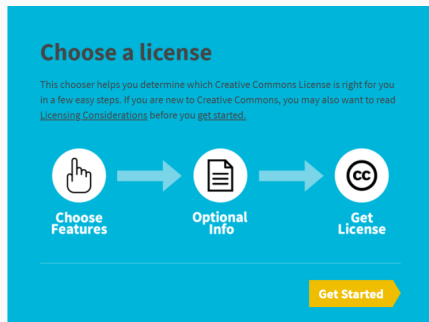 Choose a license
This chooser helps you determine which Creative Commons License is right for you
in a few easy steps. If you are new to Creative Commons, you may also want to read
Licensing Considerations before you get started.
cc
Choose
Features
Optional
Info
Get
License
Get Started